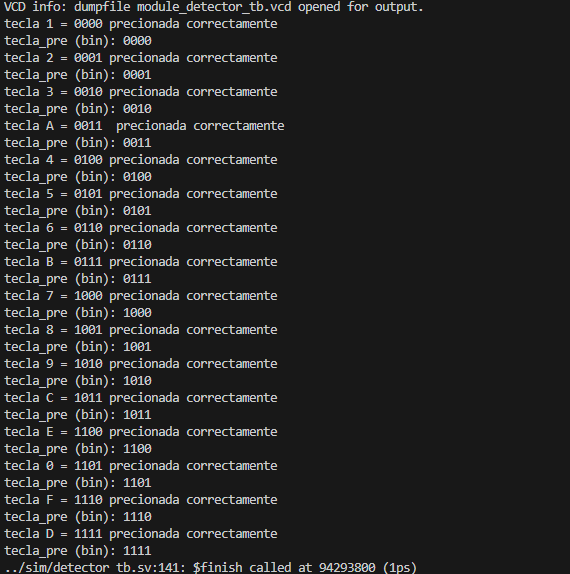 VCD info: dumpfile module_detector_tb.vcd opened for output.
tecla 1 = 0000 precionada correctamente
tecla_pre (bin): 0000
tecla 2 = 0001 precionada correctamente
tecla_pre (bin): 0001
tecla 3 = 0010 precionada correctamente
tecla_pre (bin): 0010
tecla A = 0011  precionada correctamente
tecla_pre (bin): 0011
tecla 4 = 0100 precionada correctamente
tecla_pre (bin): 0100
tecla 5 = 0101 precionada correctamente
tecla_pre (bin): 0101
tecla 6 = 0110 precionada correctamente
tecla_pre (bin): 0110
tecla B = 0111 precionada correctamente
tecla_pre (bin): 0111
tecla 7 = 1000 precionada correctamente
tecla_pre (bin): 1000
tecla 8 = 1001 precionada correctamente
tecla_pre (bin): 1001
tecla 9 = 1010 precionada correctamente
tecla_pre (bin): 1010
tecla C = 1011 precionada correctamente
tecla_pre (bin): 1011
tecla E = 1100 precionada correctamente
tecla_pre (bin): 1100
tecla 0 = 1101 precionada correctamente
tecla_pre (bin): 1101
tecla F = 1110 precionada correctamente
tecla_pre (bin): 1110
tecla D = 1111 precionada correctamente
tecla_pre (bin): 1111
../sim/detector_tb.sv:141: $finish called at 94293800 (1ps)